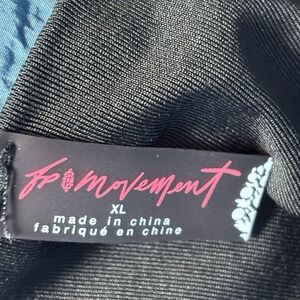 fp movement
XL
made in china
fabriqué en chine